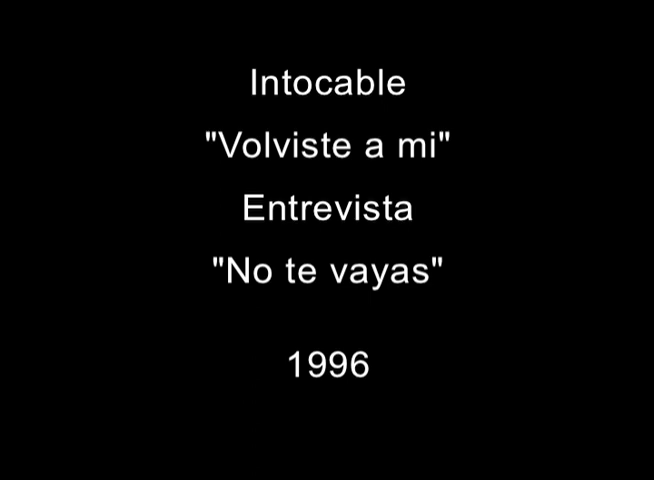 Intocable
"Volviste a mi"
Entrevista
"No te vayas"
1996